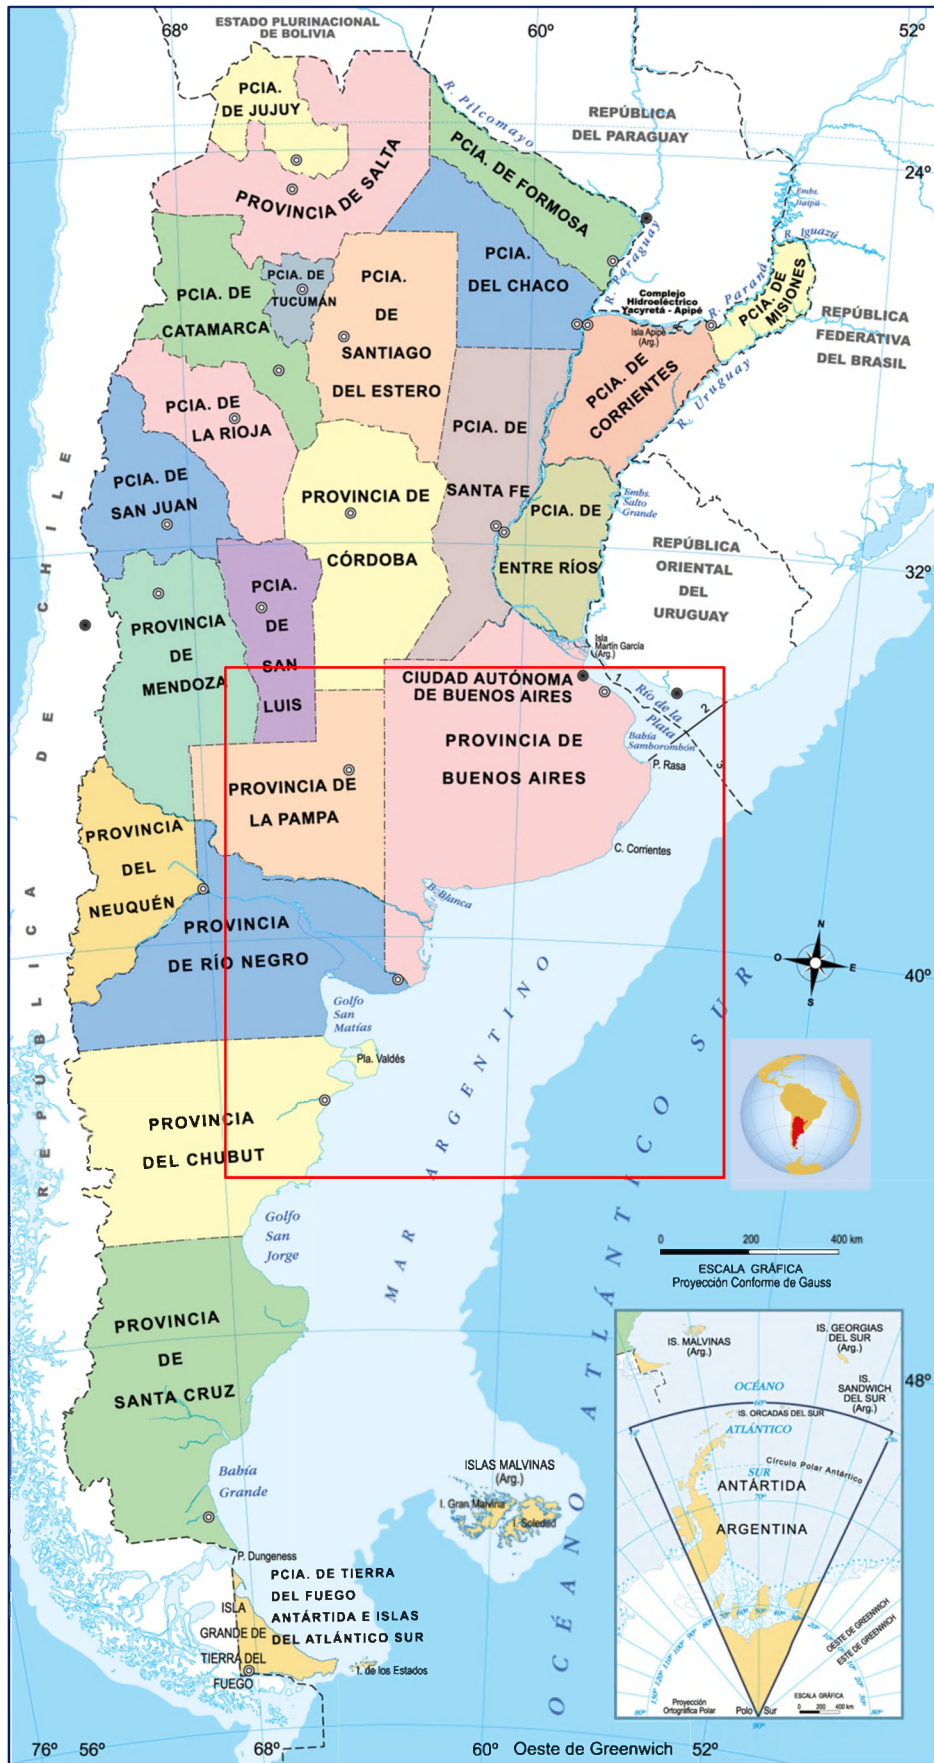 68º
60º
52º
ESTADO PLURINACIONAL
DE BOLIVIA
PCIA.
DE JUJUY
R. Pilcomayo
REPÚBLICA
DEL PARAGUAY
24º
PROVINCIA DE SALTA
PCIA. DE FORMOSA
Embs.
Itaipú
R. Iguazú
R. Paraguay
R. Paraná
PCIA.
DEL CHACO
PCIA. DE
TUCUMÁN
PCIA.
DE
SANTIAGO
DEL ESTERO
PCIA. DE
CATAMARCA
Complejo
Hidroeléctrico
Yacyretá - Apipé
Isla Apipé
(Arg.)
PCIA. DE
MISIONES
REPÚBLICA
FEDERATIVA
DEL BRASIL
PCIA. DE
CORRIENTES
R. Uruguay
PCIA. DE
LA RIOJA
PCIA. DE
SANTA FE
PCIA. DE
SAN JUAN
PROVINCIA DE
CÓRDOBA
PCIA. DE
ENTRE RÍOS
Embs.
Salto
Grande
REPÚBLICA
ORIENTAL
DEL
URUGUAY
32º
PROVINCIA
DE
MENDOZA
PCIA.
DE
SAN
LUIS
Isla
Martín García
(Arg.)
CIUDAD AUTÓNOMA
DE BUENOS AIRES
1
2
3
Río de la
Plata
Bahía
Samborombón
P. Rasa
PROVINCIA DE
BUENOS AIRES
PROVINCIA DE
LA PAMPA
C. Corrientes
PROVINCIA
DEL
NEUQUÉN
B. Blanca
PROVINCIA
DE RÍO NEGRO
REPÚBLICA DE CHILE
N
O
E
S
40º
Golfo
San
Matías
Pla. Valdés
MAR ARGENTINO
OCÉANO ATLÁNTICO SUR
PROVINCIA
DEL CHUBUT
Golfo
San
Jorge
0 200 400 km
ESCALA GRÁFICA
Proyección Conforme de Gauss
PROVINCIA
DE
SANTA CRUZ
48º
Bahía
Grande
ISLAS MALVINAS
(Arg.)
I. Gran Malvina
I. Soledad
P. Dungeness
PCIA. DE TIERRA
DEL FUEGO
ANTÁRTIDA E ISLAS
DEL ATLÁNTICO SUR
ISLA
GRANDE DE
TIERRA DEL
FUEGO
I. de los Estados
IS. MALVINAS
(Arg.)
IS. GEORGIAS
DEL SUR
(Arg.)
IS.
SANDWICH
DEL SUR
(Arg.)
OCÉANO
60º
IS. ORCADAS DEL SUR
ATLÁNTICO
Círculo Polar Antártico
SUR
70º
ANTÁRTIDA
ARGENTINA
OESTE DE GREENWICH
ESTE DE GREENWICH
Proyección
Ortográfica Polar
Polo Sur
90º
ESCALA GRÁFICA
0 200 400 km
76º
56º
68º
60º
Oeste de Greenwich
52º